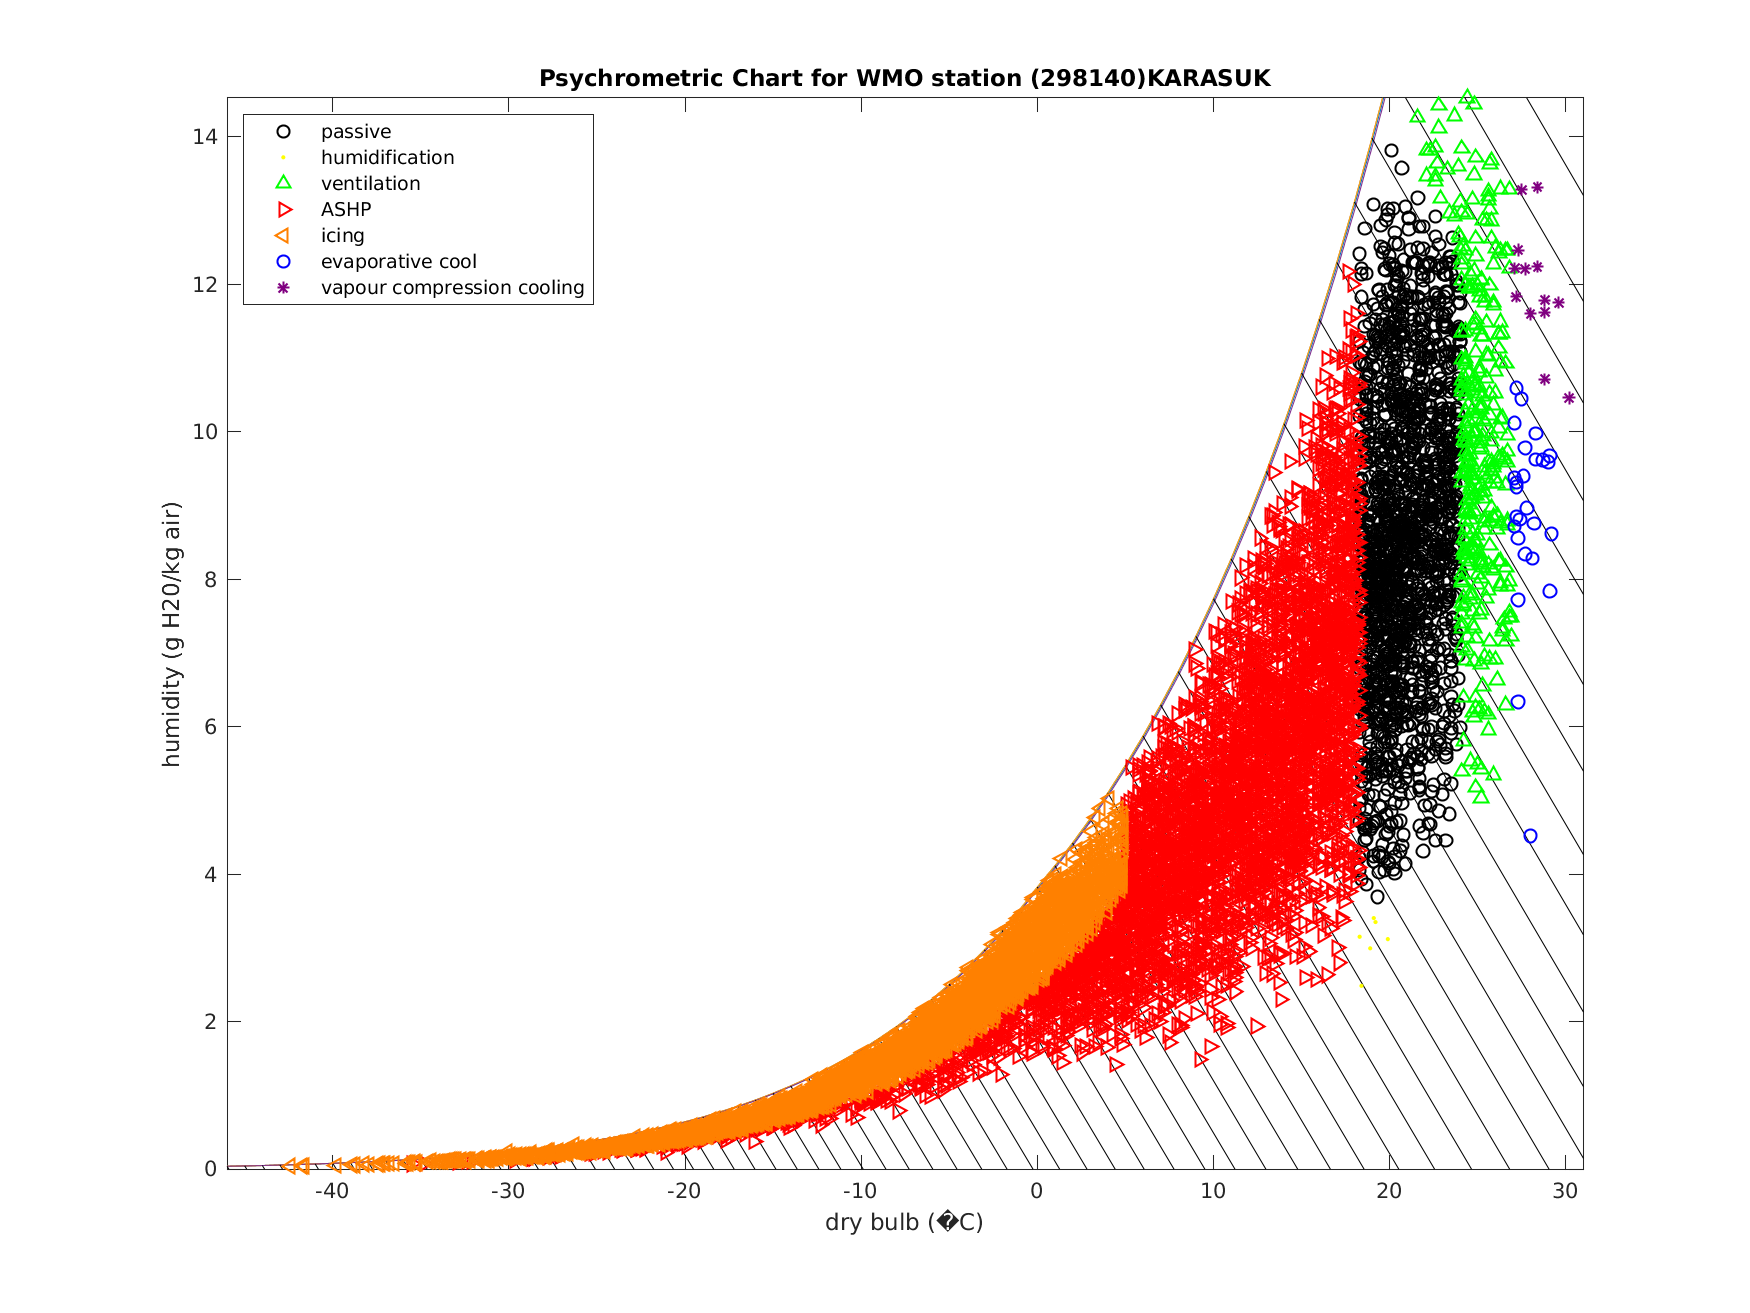 Psychrometric Chart for WMO station (298140)KARASUK
passive
humidification
ventilation
ASHP
icing
evaporative cool
vapour compression cooling
humidity (g H20/kg air)
14
12
10
8
6
4
2
0
-40 -30 -20 -10 0 10 20 30
dry bulb (�C)